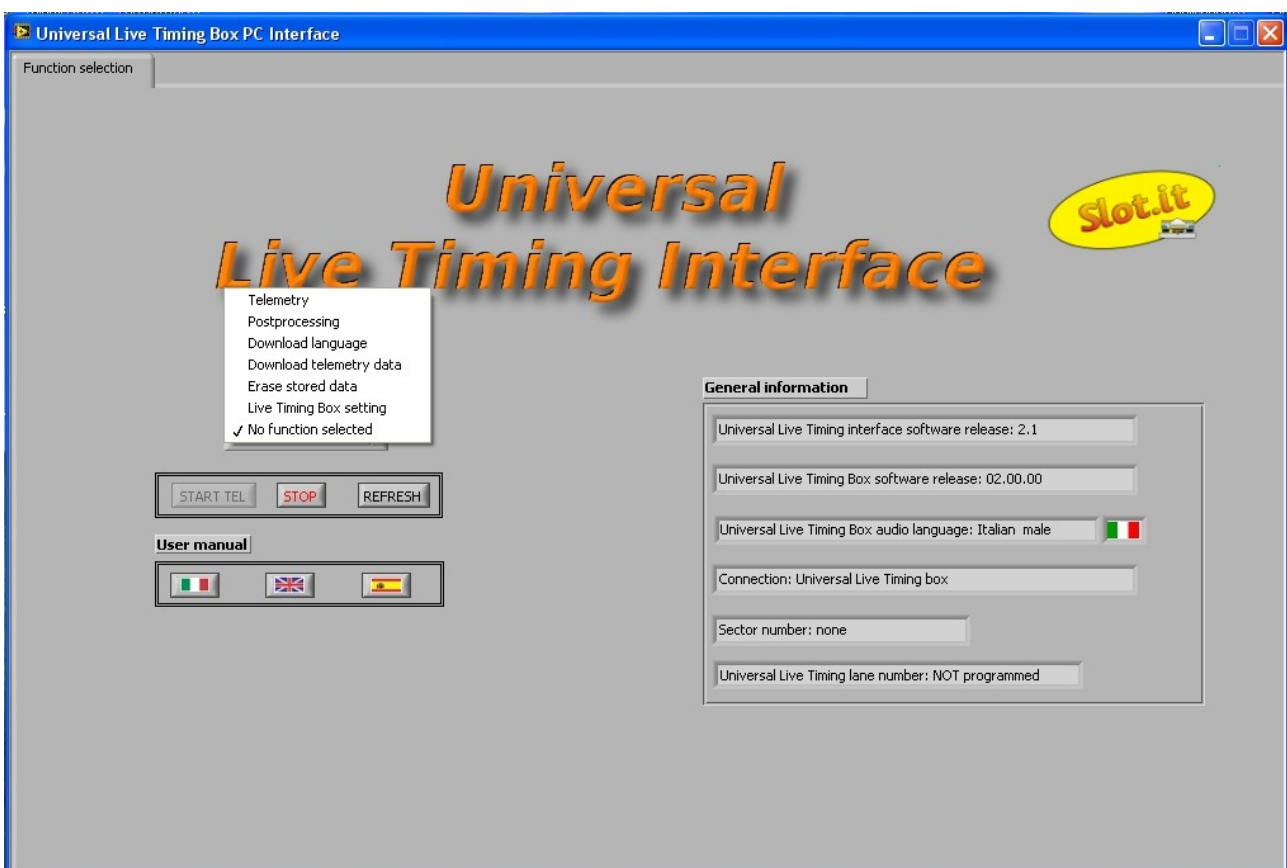 Universal Live Timing Box PC Interface
Function selection
Universal
Live Timing Interface
Slot.it
Telemetry
Postprocessing
Download language
Download telemetry data
Erase stored data
Live Timing Box setting
✓ No function selected
START TEL STOP REFRESH
User manual
General information
Universal Live Timing interface software release: 2.1
Universal Live Timing Box software release: 02.00.00
Universal Live Timing Box audio language: Italian male
Connection: Universal Live Timing box
Sector number: none
Universal Live Timing lane number: NOT programmed